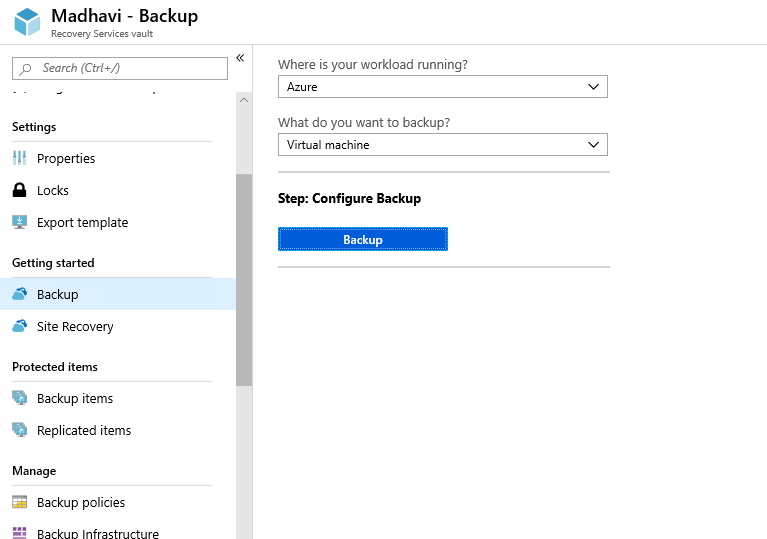 Madhavi - Backup
Recovery Services vault
Search (Ctrl+/)
«
Settings
Properties
Locks
Export template
Getting started
Backup
Site Recovery
Protected items
Backup items
Replicated items
Manage
Backup policies
Backup Infrastructure
Where is your workload running?
Azure
What do you want to backup?
Virtual machine
Step: Configure Backup
Backup